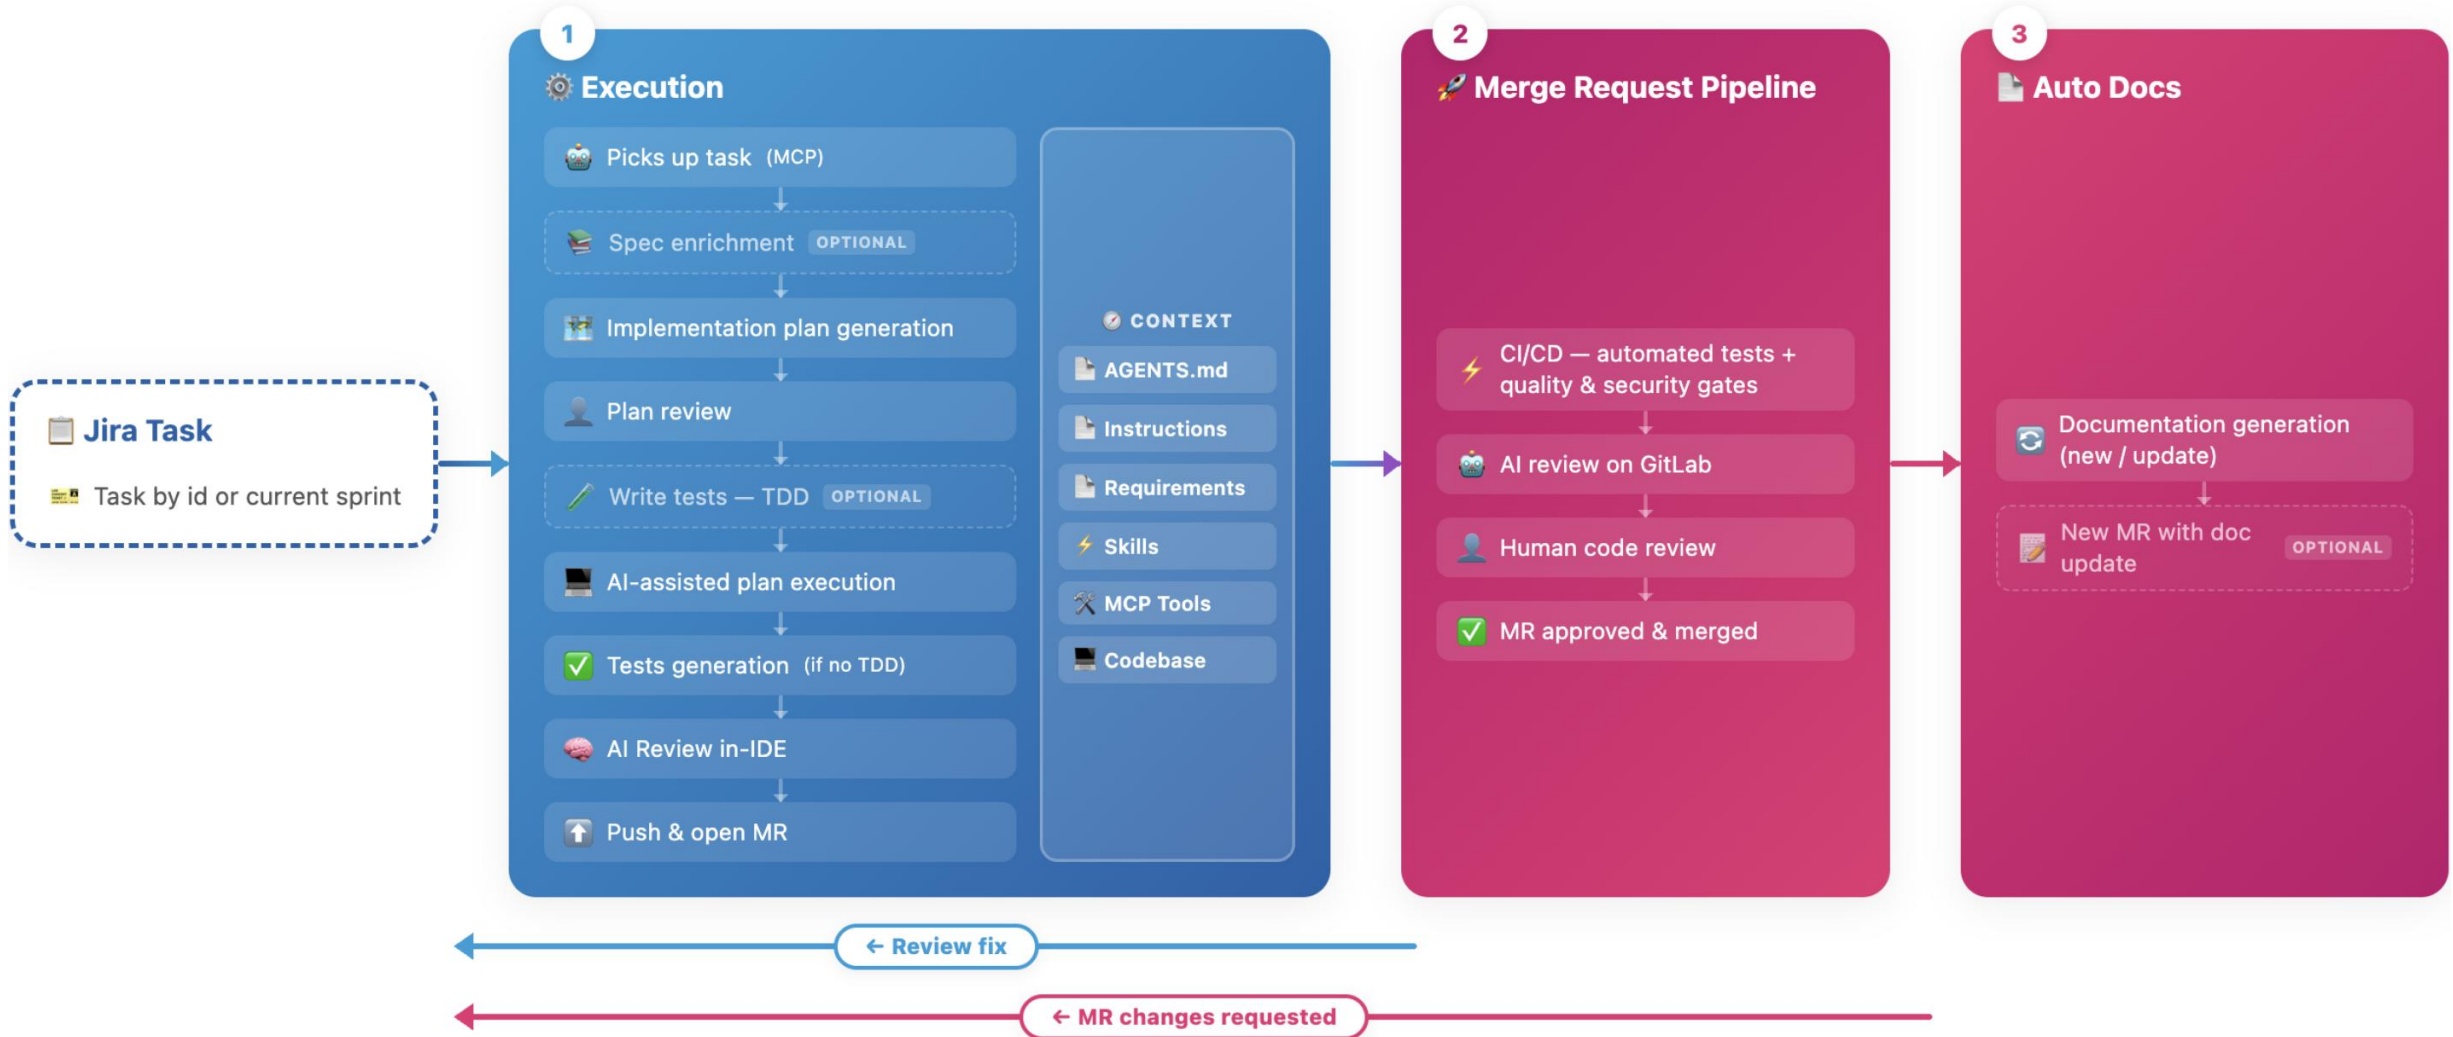 Jira Task
Task by id or current sprint
1
Execution
Picks up task (MCP)
Spec enrichment OPTIONAL
Implementation plan generation
Plan review
Write tests — TDD OPTIONAL
AI-assisted plan execution
Tests generation (if no TDD)
AI Review in-IDE
Push & open MR
CONTEXT
AGENTS.md
Instructions
Requirements
Skills
MCP Tools
Codebase
2
Merge Request Pipeline
CI/CD — automated tests +
quality & security gates
AI review on GitLab
Human code review
MR approved & merged
3
Auto Docs
Documentation generation
(new / update)
New MR with doc
update
OPTIONAL
← Review fix
← MR changes requested